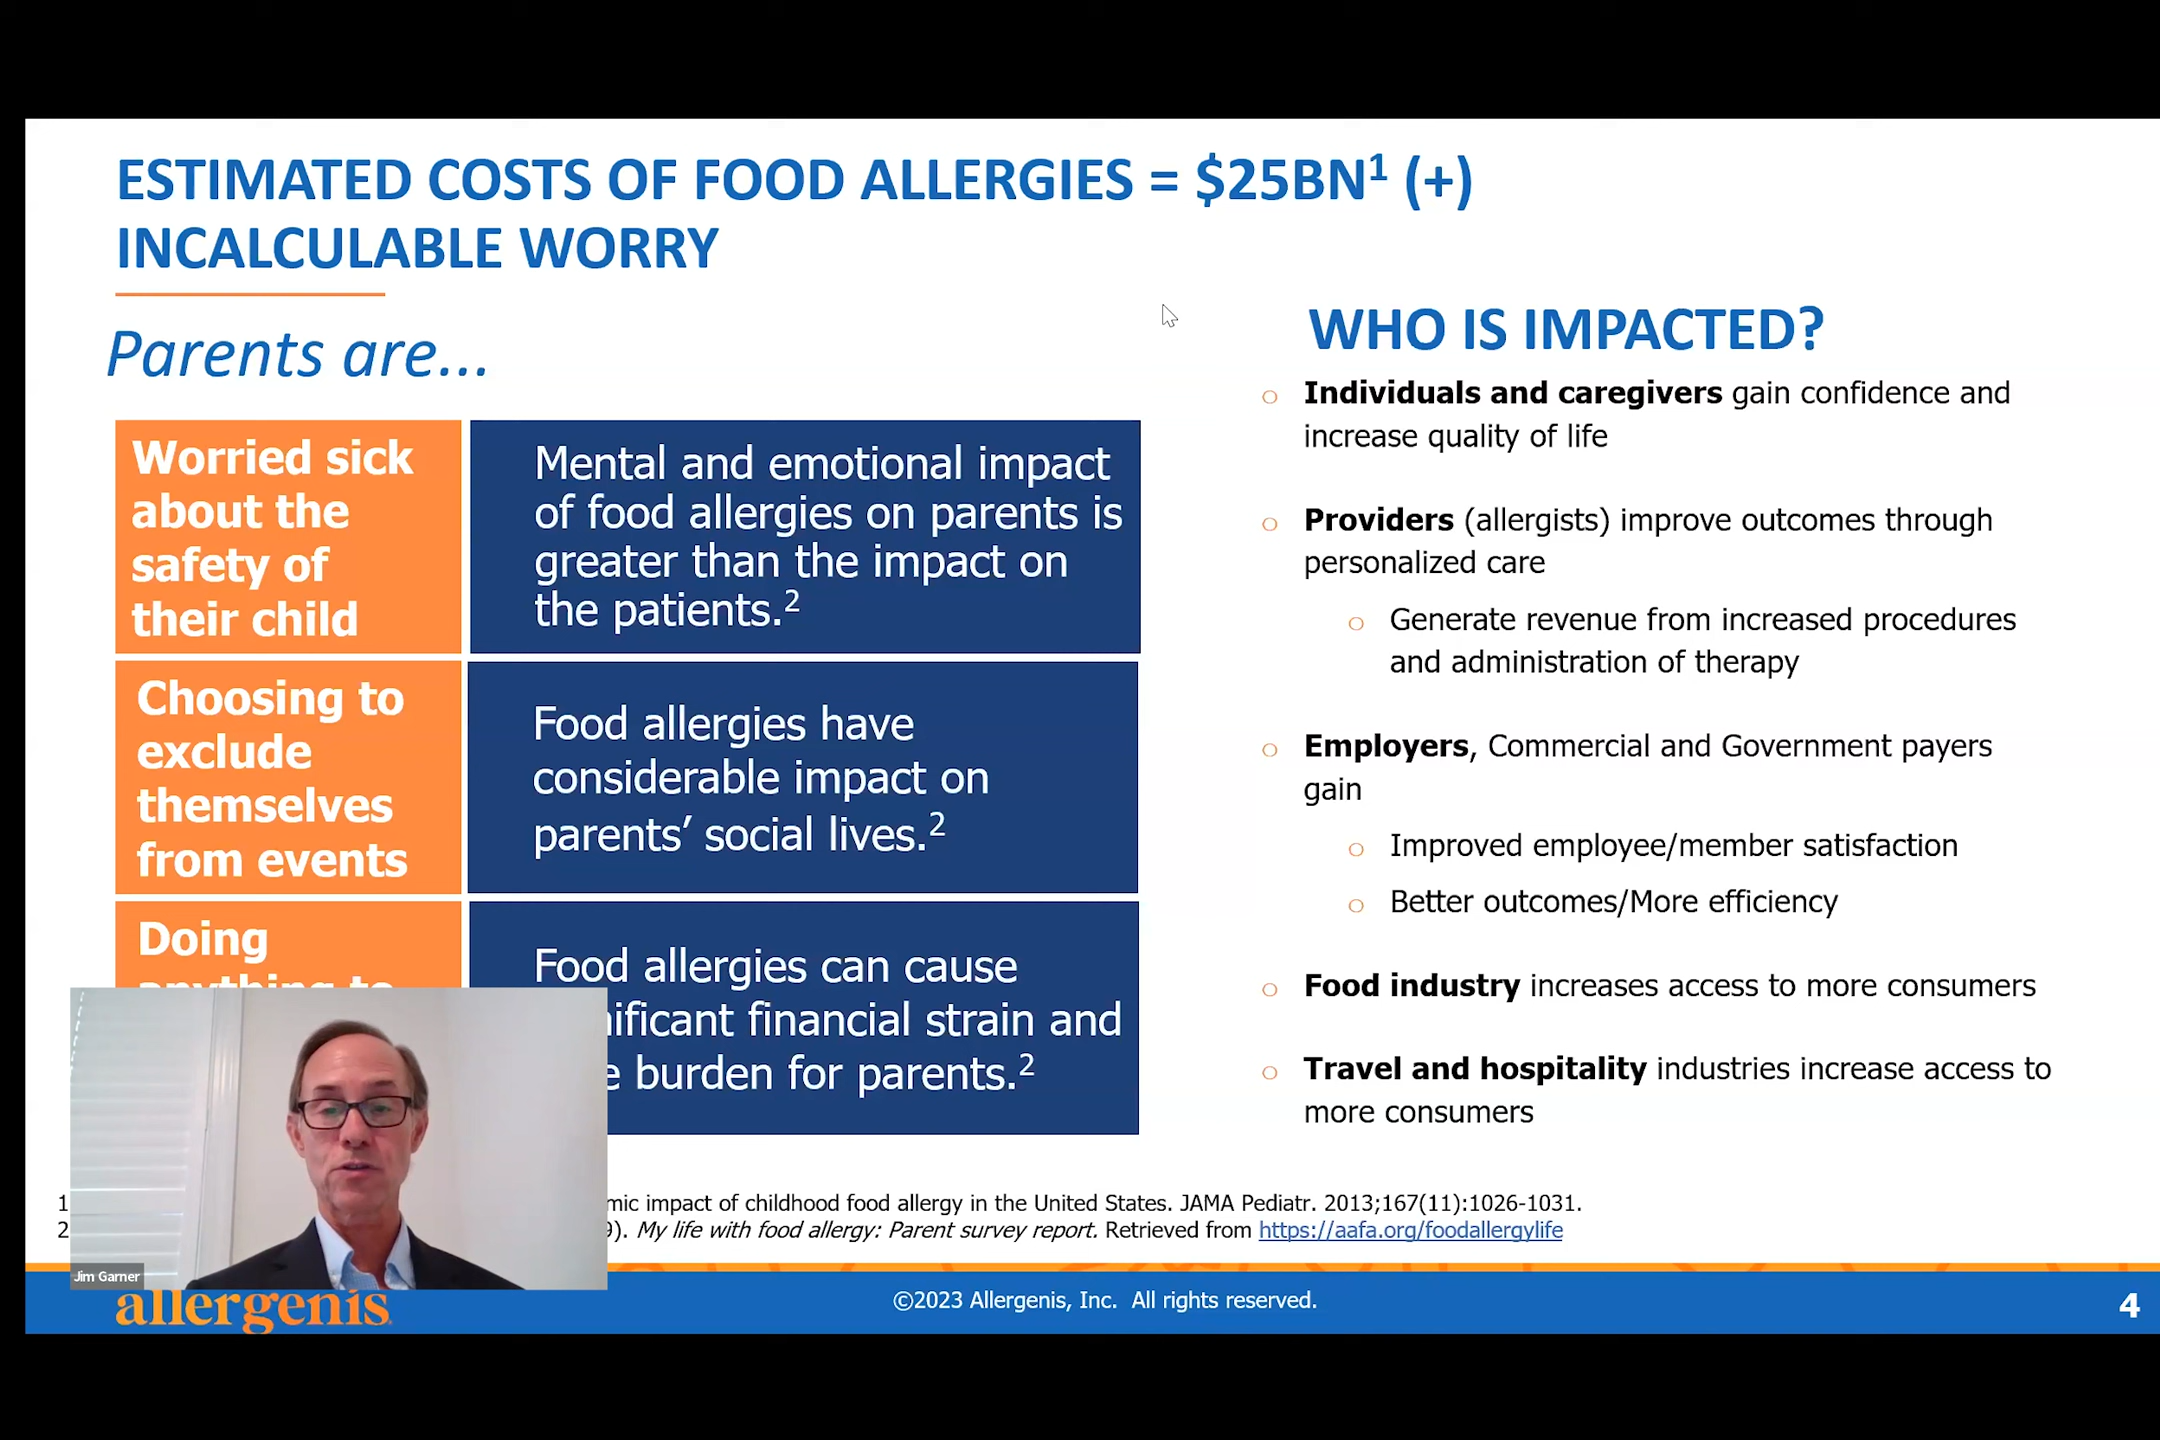 ESTIMATED COSTS OF FOOD ALLERGIES = $25BN¹ (+)
INCALCULABLE WORRY
Parents are...
Worried sick
about the
safety of
their child
Mental and emotional impact
of food allergies on parents is
greater than the impact on
the patients.²
Choosing to
exclude
themselves
from events
Food allergies have
considerable impact on
parents’ social lives.²
Doing
anything to
Food allergies can cause
financial strain and
burden for parents.²
WHO IS IMPACTED?
o Individuals and caregivers gain confidence and
increase quality of life
o Providers (allergists) improve outcomes through
personalized care
o Generate revenue from increased procedures
and administration of therapy
o Employers, Commercial and Government payers
gain
o Improved employee/member satisfaction
o Better outcomes/More efficiency
o Food industry increases access to more consumers
o Travel and hospitality industries increase access to
more consumers
1 impact of childhood food allergy in the United States. JAMA Pediatr. 2013;167(11):1026-1031.
2 9). My life with food allergy: Parent survey report. Retrieved from https://aafa.org/foodallergylife
Jim Garner
allergenis
©2023 Allergenis, Inc. All rights reserved.
4